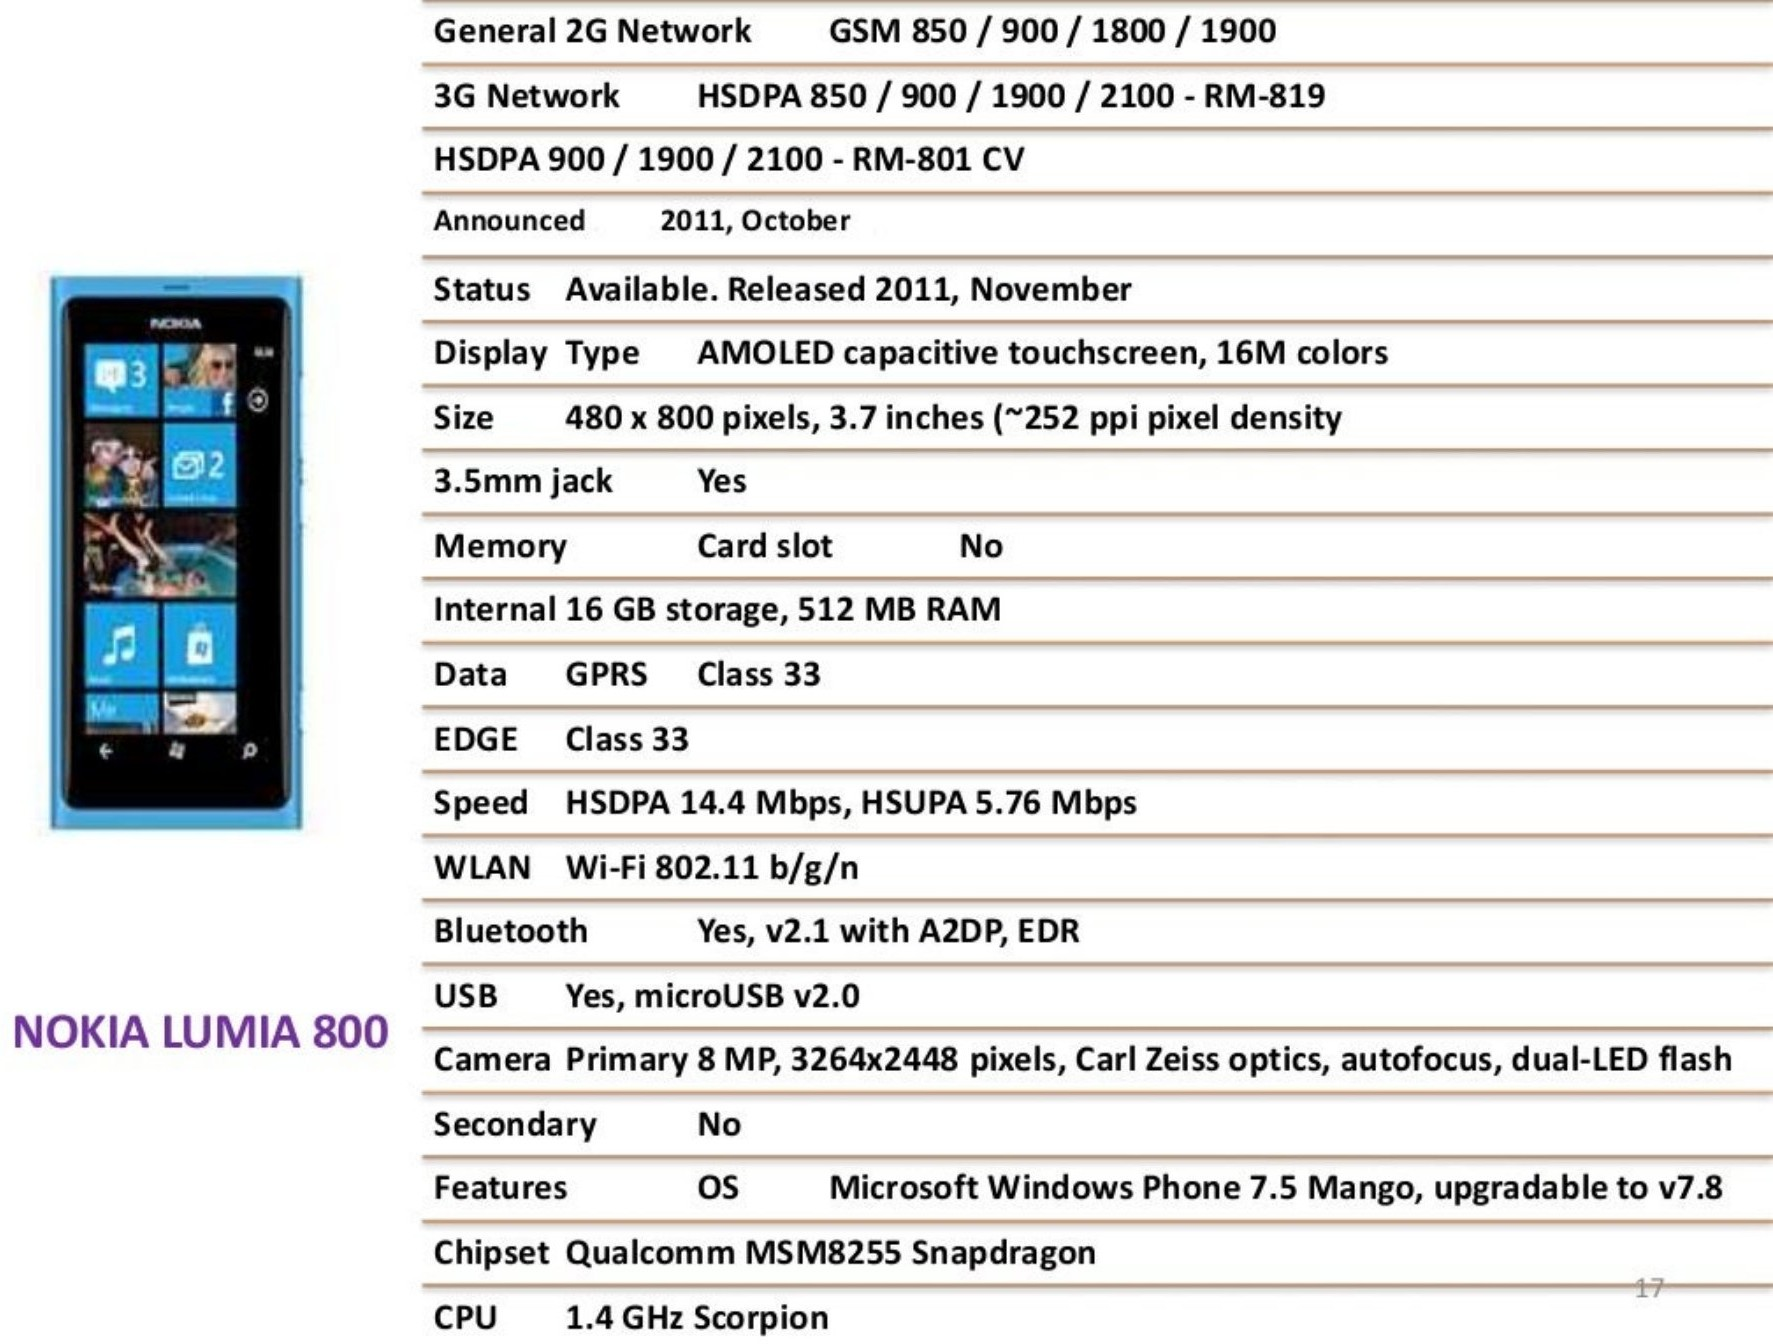 General 2G Network GSM 850 / 900 / 1800 / 1900
3G Network HSDPA 850 / 900 / 1900 / 2100 - RM-819
HSDPA 900 / 1900 / 2100 - RM-801 CV
Announced 2011, October
Status Available. Released 2011, November
Display Type AMOLED capacitive touchscreen, 16M colors
Size 480 x 800 pixels, 3.7 inches (~252 ppi pixel density
3.5mm jack Yes
Memory Card slot No
Internal 16 GB storage, 512 MB RAM
Data GPRS Class 33
EDGE Class 33
Speed HSDPA 14.4 Mbps, HSUPA 5.76 Mbps
WLAN Wi-Fi 802.11 b/g/n
Bluetooth Yes, v2.1 with A2DP, EDR
USB Yes, microUSB v2.0
Camera Primary 8 MP, 3264x2448 pixels, Carl Zeiss optics, autofocus, dual-LED flash
Secondary No
Features OS Microsoft Windows Phone 7.5 Mango, upgradable to v7.8
Chipset Qualcomm MSM8255 Snapdragon
CPU 1.4 GHz Scorpion
NOKIA
3
f
2
Me
NOKIA LUMIA 800
17